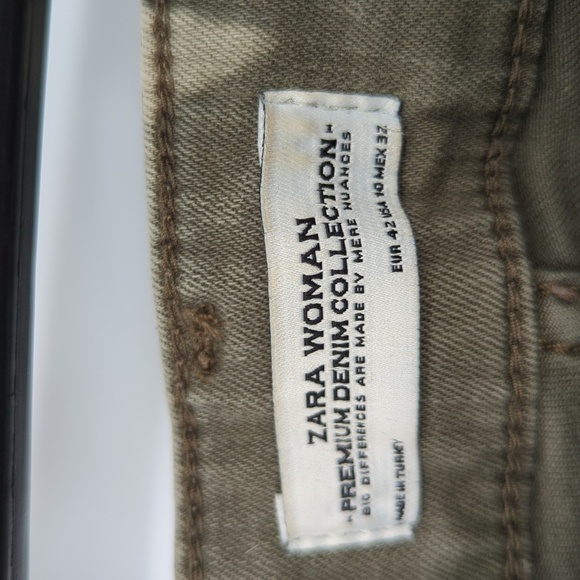 ZARA WOMAN
"PREMIUM DENIM COLLECTION"
BIG DIFFERENCES ARE MADE BY MERE NUANCES
MADE IN TURKEY EUR 42 USA 10 MEX 32